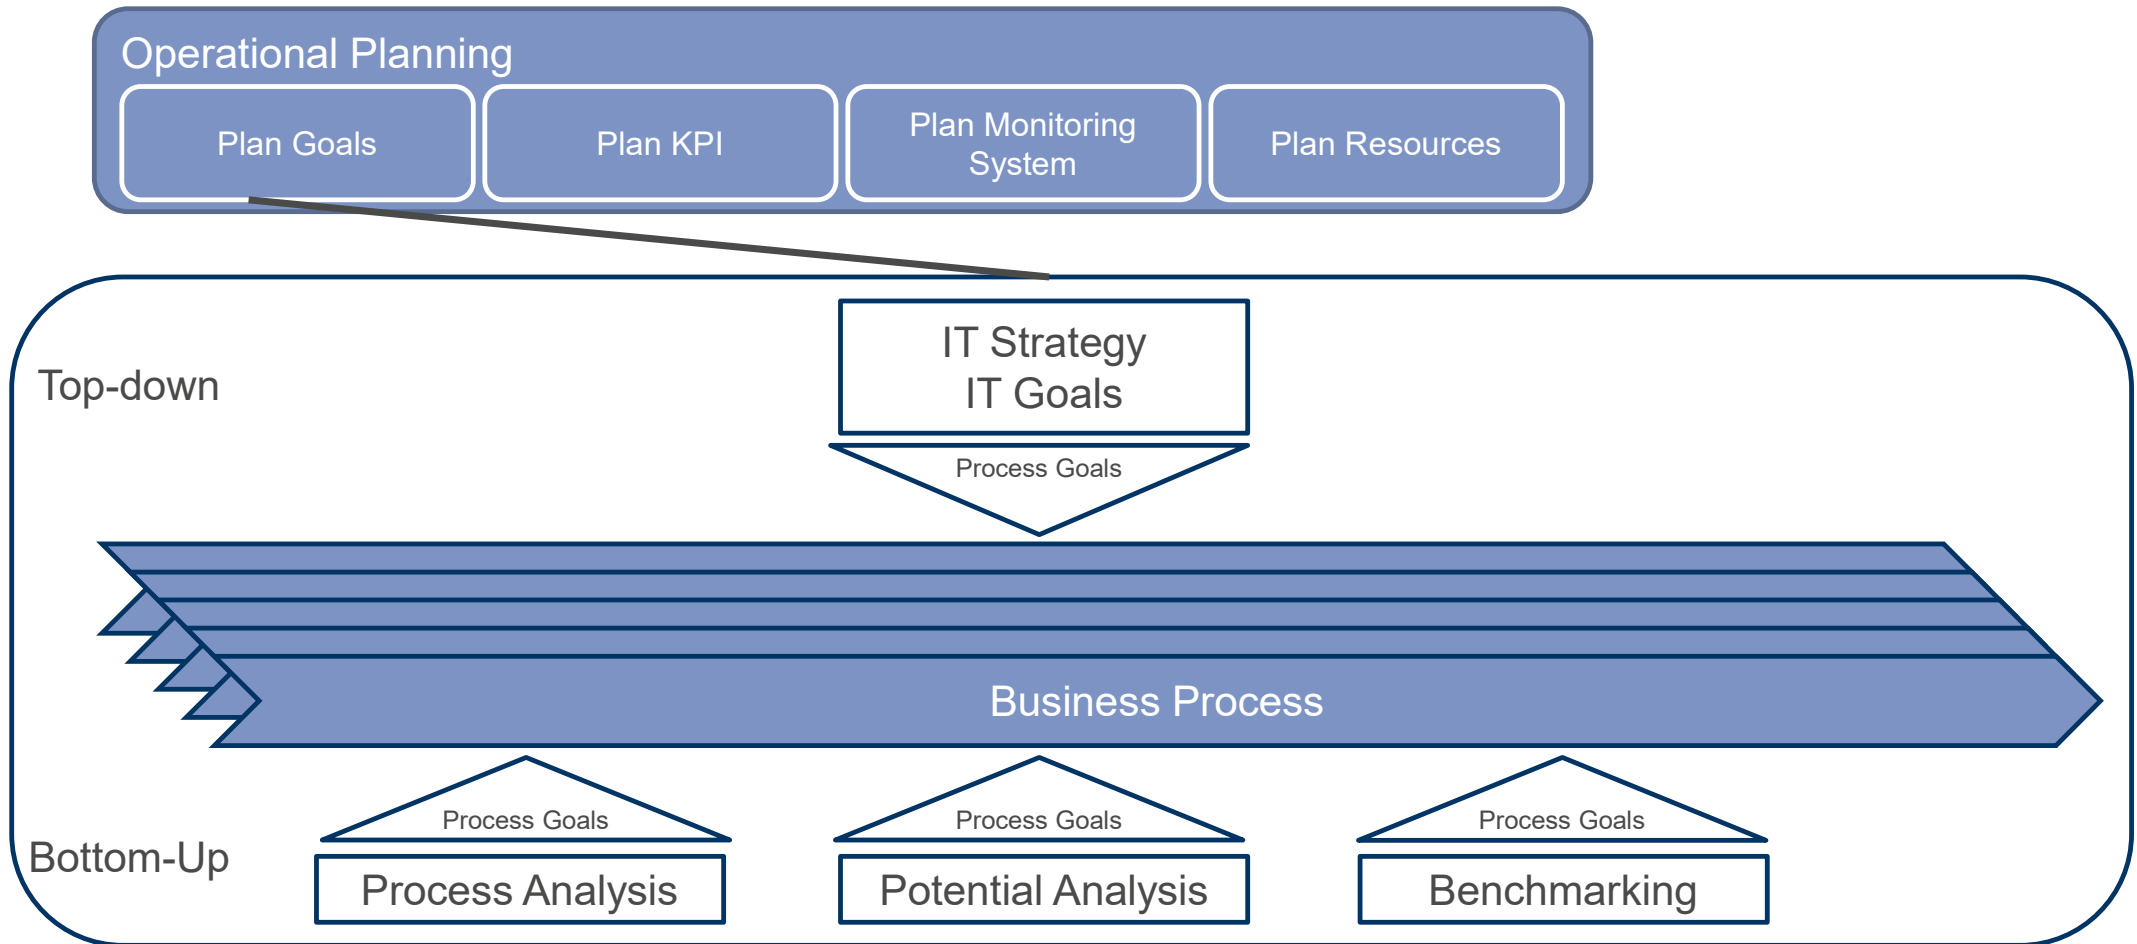 Operational Planning
Plan Goals
Plan KPI
Plan Monitoring
System
Plan Resources
Top-down
IT Strategy
IT Goals
Process Goals
Business Process
Process Goals
Process Goals
Process Goals
Bottom-Up
Process Analysis
Potential Analysis
Benchmarking